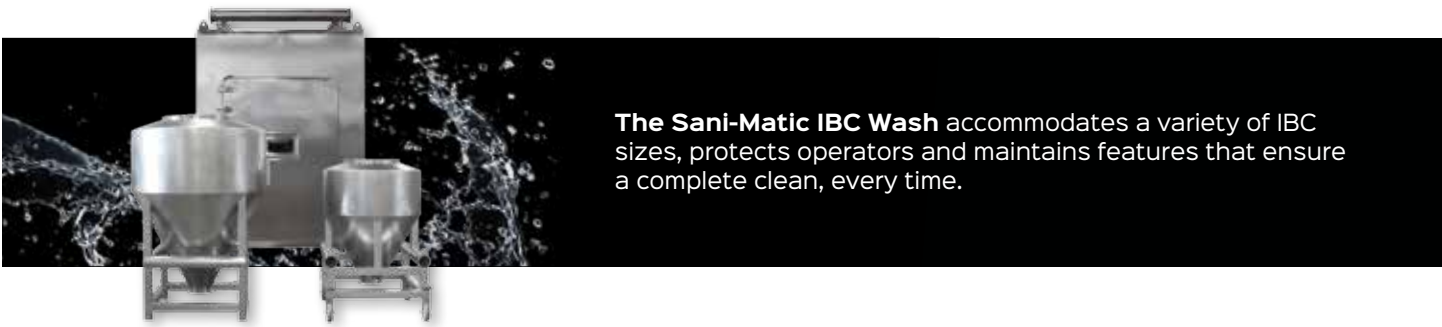 The Sani-Matic IBC Wash accommodates a variety of IBC
sizes, protects operators and maintains features that ensure
a complete clean, every time.